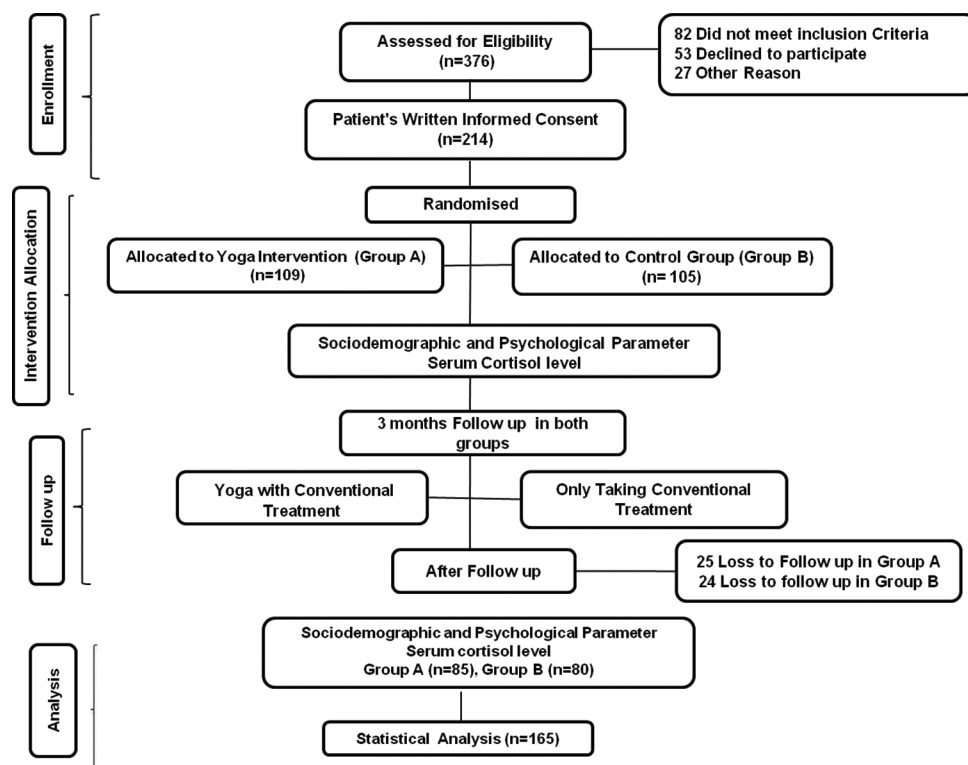 Enrollment
Assessed for Eligibility
(n=376)
82 Did not meet inclusion Criteria
53 Declined to participate
27 Other Reason
Patient's Written Informed Consent
(n=214)
Intervention Allocation
Randomised
Allocated to Yoga Intervention (Group A)
(n=109)
Allocated to Control Group (Group B)
(n= 105)
Sociodemographic and Psychological Parameter
Serum Cortisol level
Follow up
3 months Follow up in both
groups
Yoga with Conventional
Treatment
Only Taking Conventional
Treatment
After Follow up
25 Loss to Follow up in Group A
24 Loss to follow up in Group B
Analysis
Sociodemographic and Psychological Parameter
Serum cortisol level
Group A (n=85), Group B (n=80)
Statistical Analysis (n=165)